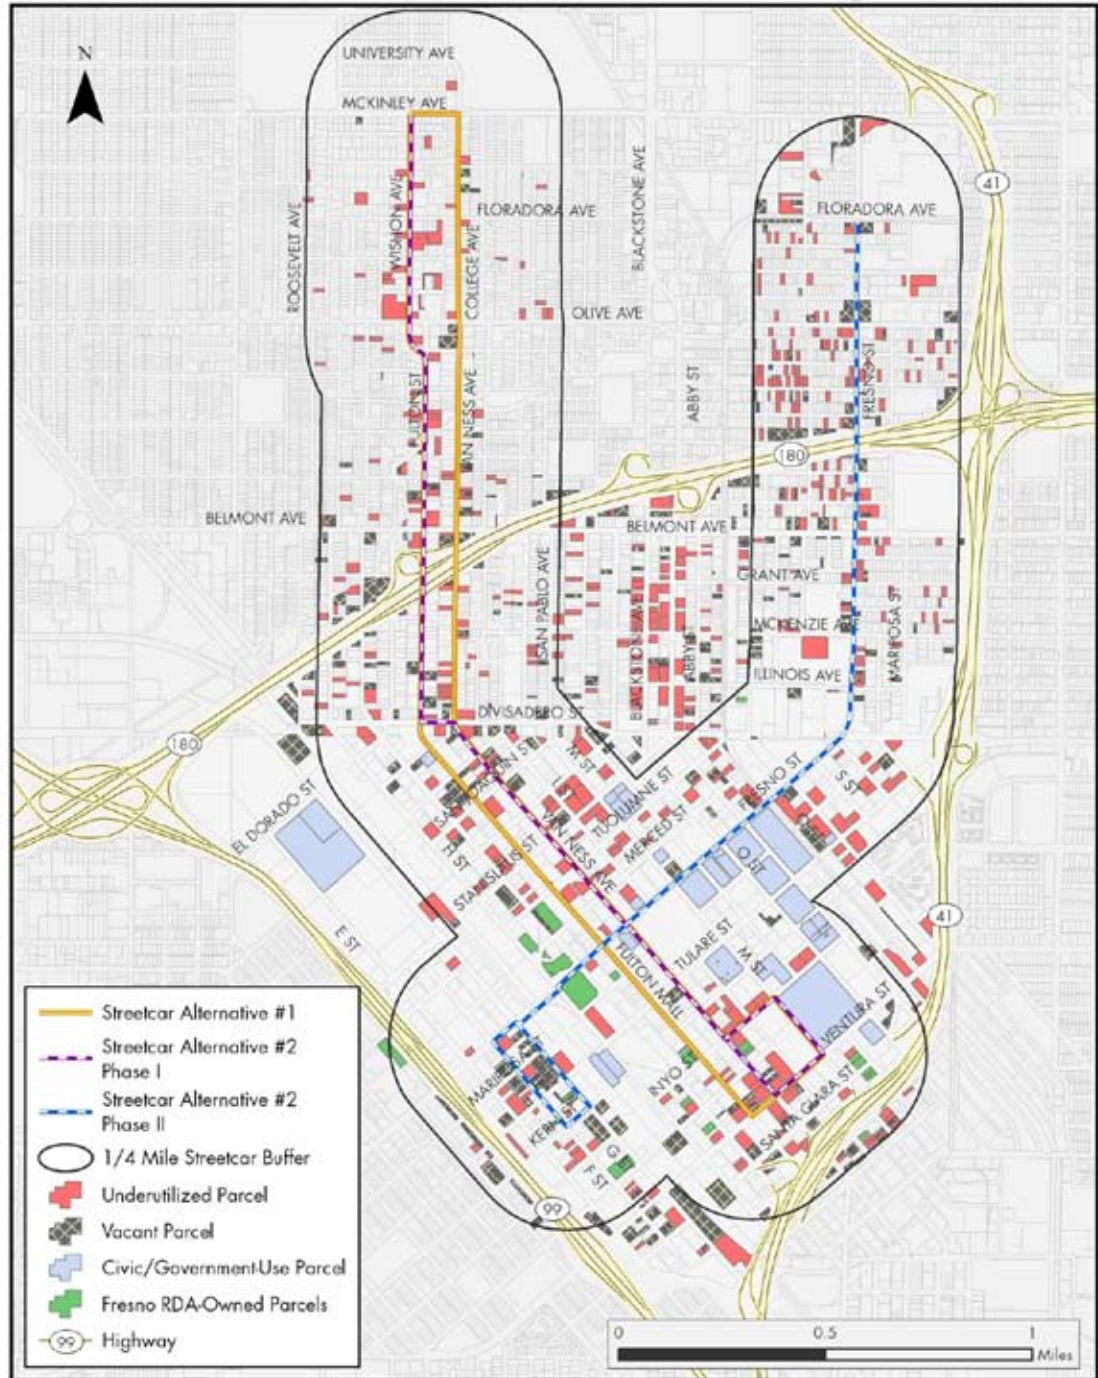 N
UNIVERSITY AVE
MCKINLEY AVE
41
ROOSEVELT AVE
WISHON AVE
FLORADORA AVE
COLLEGE AVE
BLACKSTONE AVE
FLORADORA AVE
OLIVE AVE
FULTON ST
VAN NESS AVE
ABBY ST
FRESNO ST
180
BELMONT AVE
BELMONT AVE
SAN PABLO AVE
GRANT AVE
BLACKSTONE AVE
ABBY ST
MCKENZIE AVE
MARIPOSA ST
ILLINOIS AVE
DIVISADERO ST
180
EL DORADO ST
SAN JOAQUIN ST
M ST
L ST
TUOLUMNE ST
FRESNO ST
S ST
H ST
VAN NESS AVE
MERCED ST
STANISLAUS ST
O ST
41
E ST
FULTON MALL
TULARE ST
M ST
VENTURA ST
INYO ST
KERN
SANTA CLARA ST
G ST
F ST
99
Streetcar Alternative #1
Streetcar Alternative #2
Phase I
Streetcar Alternative #2
Phase II
1/4 Mile Streetcar Buffer
Underutilized Parcel
Vacant Parcel
Civic/Government-Use Parcel
Fresno RDA-Owned Parcels
99 Highway
0 0.5 1
Miles